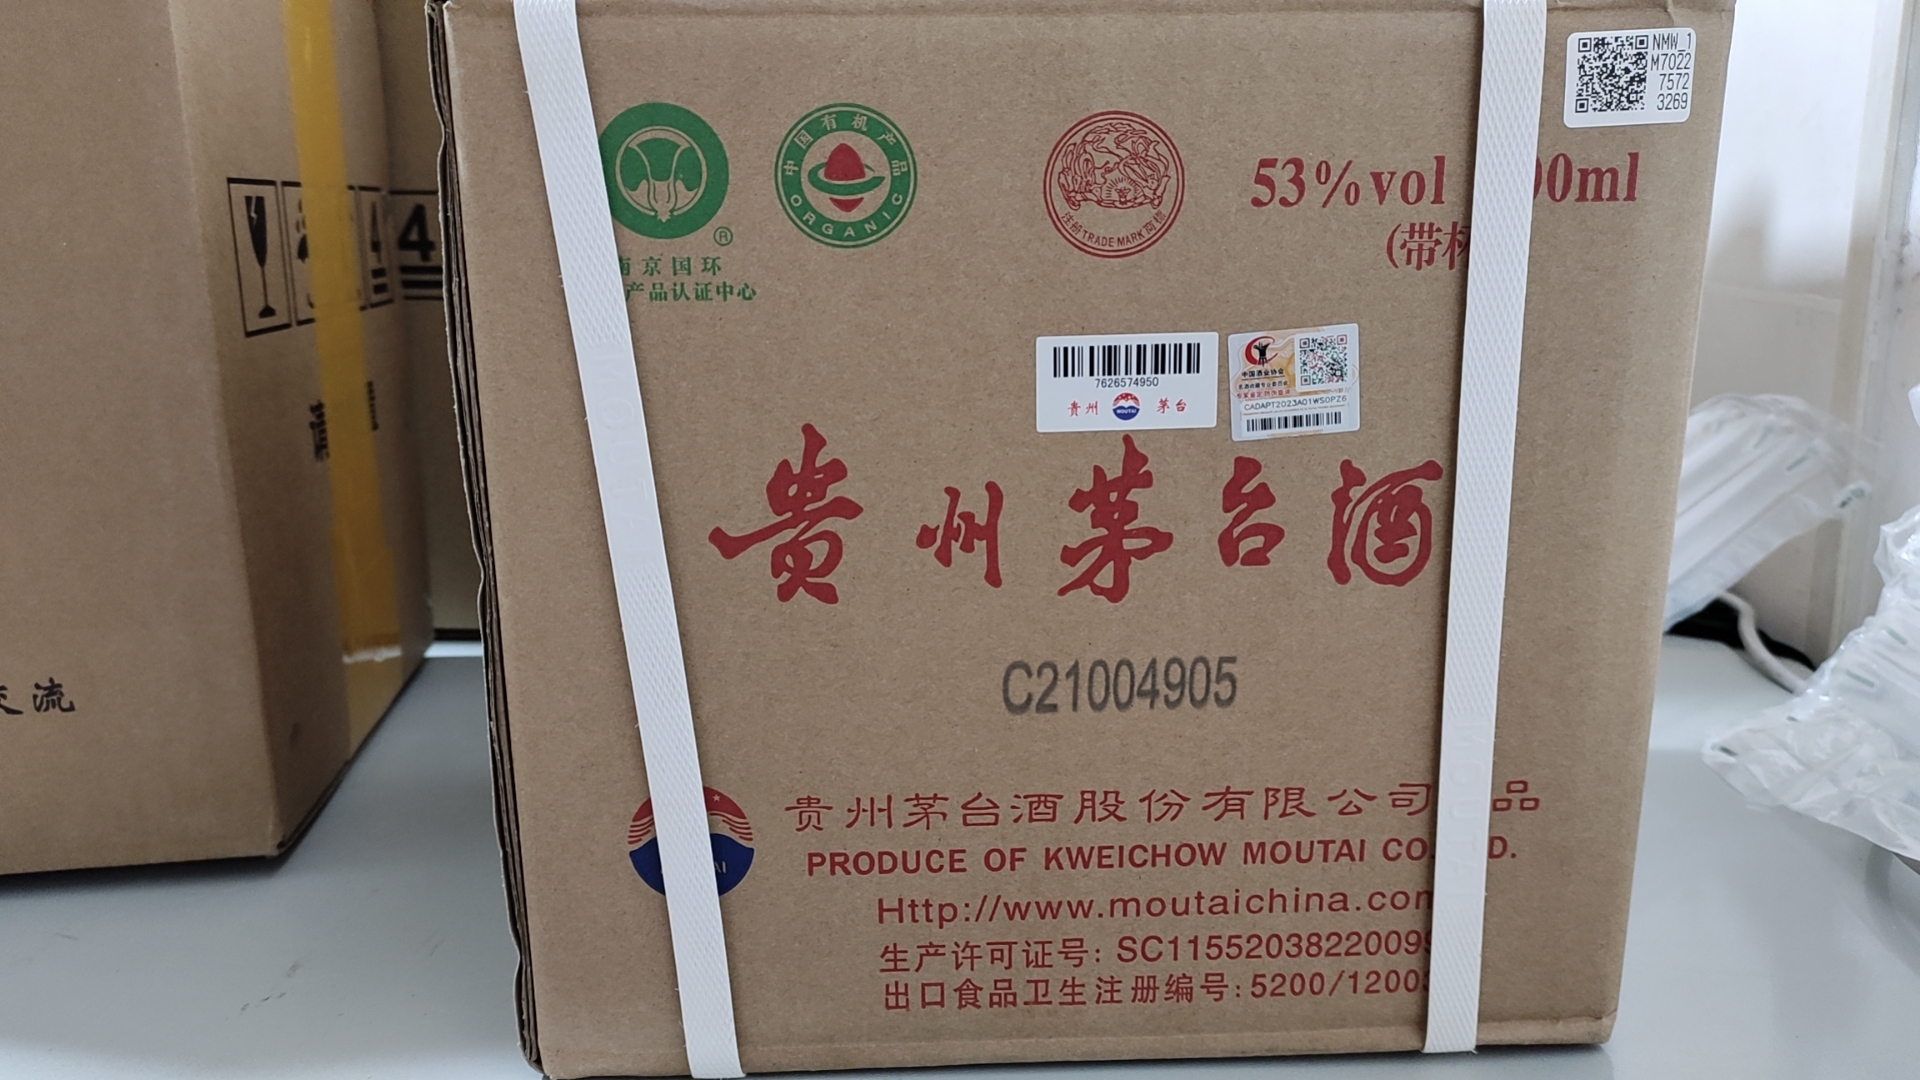 NMW_1
M7022
7572
3269
中国有机产品
ORGANIC
注册 TRADE MARK 商标
53%vol 00ml
(带杯
®
南京国环
产品认证中心
7626574950
贵州 MOUTAI 茅台
中国酒业协会
CADAPT2023A01WS0PZ6
贵州茅台酒
C21004905
交流
贵州茅台酒股份有限公司 品
PRODUCE OF KWEICHOW MOUTAI CO. D.
Http://www.moutaichina.com
生产许可证号: SC1155203822009
出口食品卫生注册编号:5200/1200